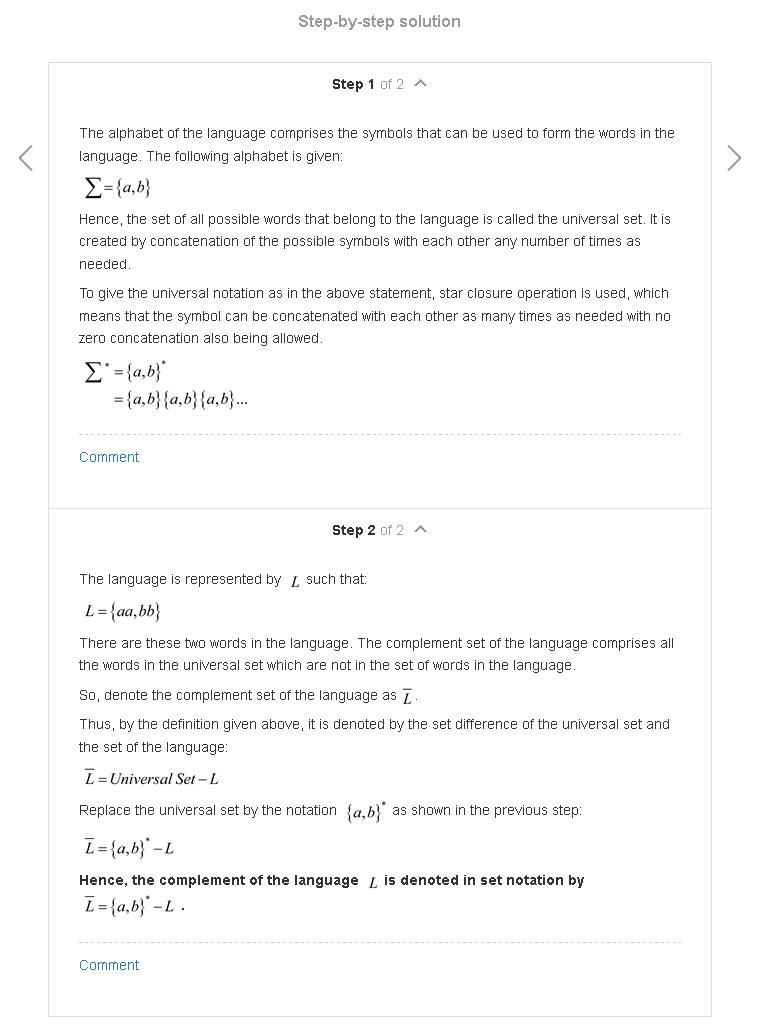 Step-by-step solution
Step 1 of 2
The alphabet of the language comprises the symbols that can be used to form the words in the
language. The following alphabet is given:
∑={a,b}
Hence, the set of all possible words that belong to the language is called the universal set. It is
created by concatenation of the possible symbols with each other any number of times as
needed.
To give the universal notation as in the above statement, star closure operation is used, which
means that the symbol can be concatenated with each other as many times as needed with no
zero concatenation also being allowed.
∑* = {a,b}*
= {a,b}{a,b}{a,b}...
Comment
Step 2 of 2
The language is represented by L such that:
L = {aa,bb}
There are these two words in the language. The complement set of the language comprises all
the words in the universal set which are not in the set of words in the language.
So, denote the complement set of the language as L̅.
Thus, by the definition given above, it is denoted by the set difference of the universal set and
the set of the language:
L̅ = Universal Set – L
Replace the universal set by the notation {a,b}* as shown in the previous step:
L̅ = {a,b}* – L
Hence, the complement of the language L is denoted in set notation by
L̅ = {a,b}* – L .
Comment